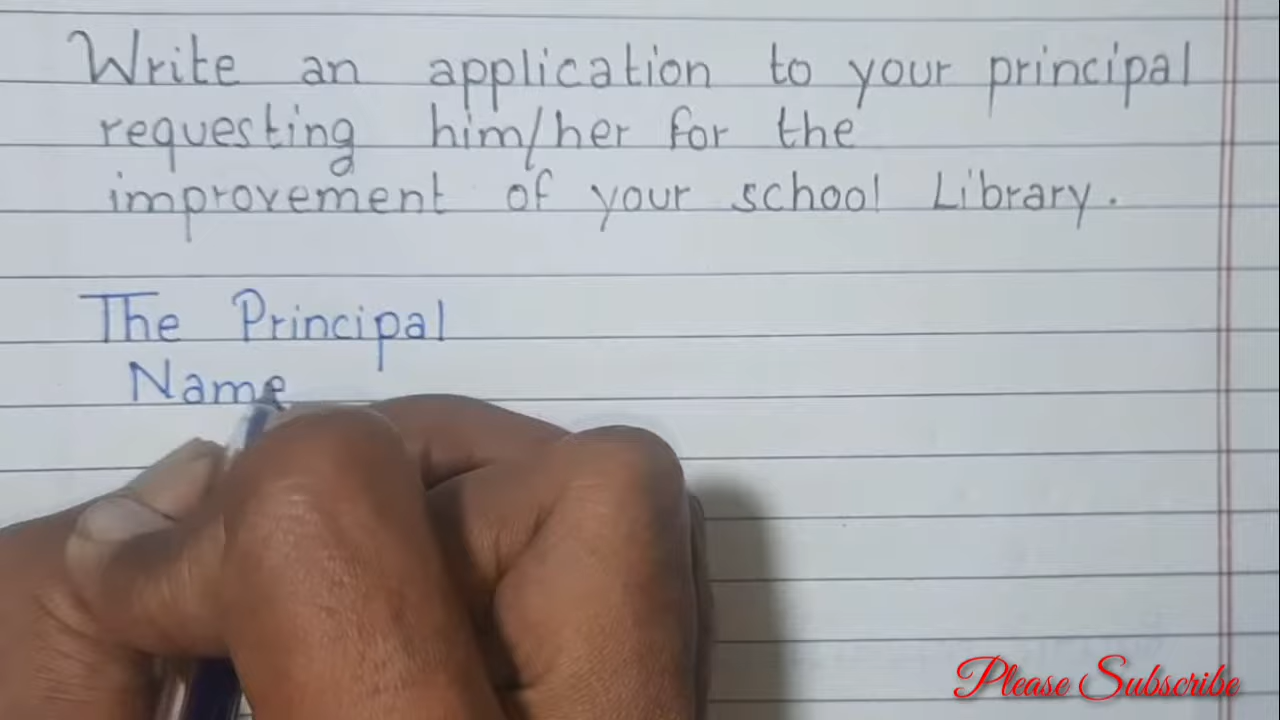 Write an application to your principal
requesting him/her for the
improvement of your school Library.
The Principal
Name
Please Subscribe